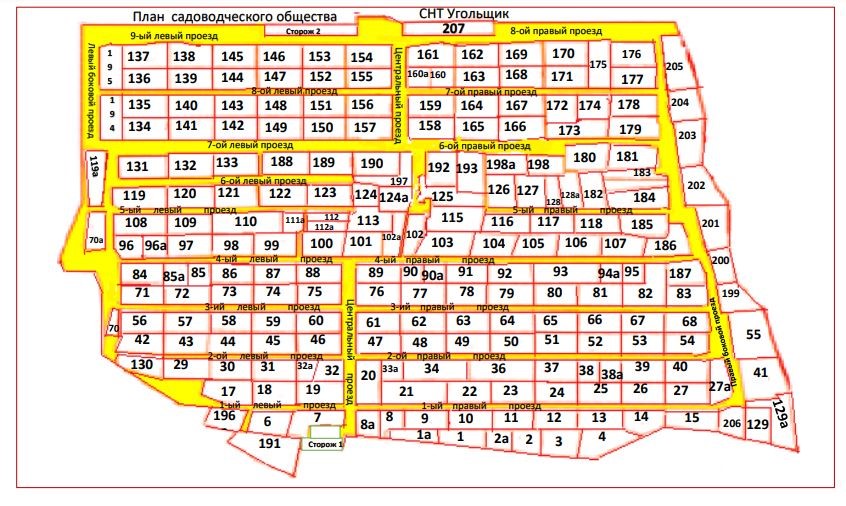 План садоводческого общества СНТ Угольщик
9-ый левый проезд Сторож 2 207 8-ой правый проезд
137 138 145 146 153 154 161 162 169 170 175 176 205
195
136 139 144 147 152 155 160а 160 163 168 171 177
8-ой левый проезд 7-ой правый проезд
Левый боковой проезд
Центральный проезд
135 140 143 148 151 156 159 164 167 172 174 178 204
194
134 141 142 149 150 157 158 165 166 173 179 203
7-ой левый проезд 6-ой правый проезд
119а 131 132 133 188 189 190 192 193 198а 198 180 181
183
6-ой левый проезд 197
119 120 121 122 123 124 124а 125 126 127 128 128а 182 184 202
5-ый левый проезд 5-ый правый проезд
108 109 110 111а 112 113 115 116 117 118 185 201
112а
70а 96 96а 97 98 99 100 101 102а 102 103 104 105 106 107 186
4-ый левый проезд 4-ый правый проезд 200
84 85а 85 86 87 88 89 90 90а 91 92 93 94а 95 187
71 72 73 74 75 76 77 78 79 80 81 82 83 199
3-ий левый проезд 3-ий правый проезд
Центральный проезд
Правый боковой проезд
70 56 57 58 59 60 61 62 63 64 65 66 67 68 55
42 43 44 45 46 47 48 49 50 51 52 53 54
2-ой левый проезд 2-ой правый проезд
130 29 30 31 32а 32 20 33а 34 36 37 38 38а 39 40 41
17 18 19 21 22 23 24 25 26 27 27а
1-ый левый проезд 1-ый правый проезд
196 6 7 8а 8 9 10 11 12 13 14 15 206 129 129а
191 Сторож 1 1а 1 2а 2 3 4